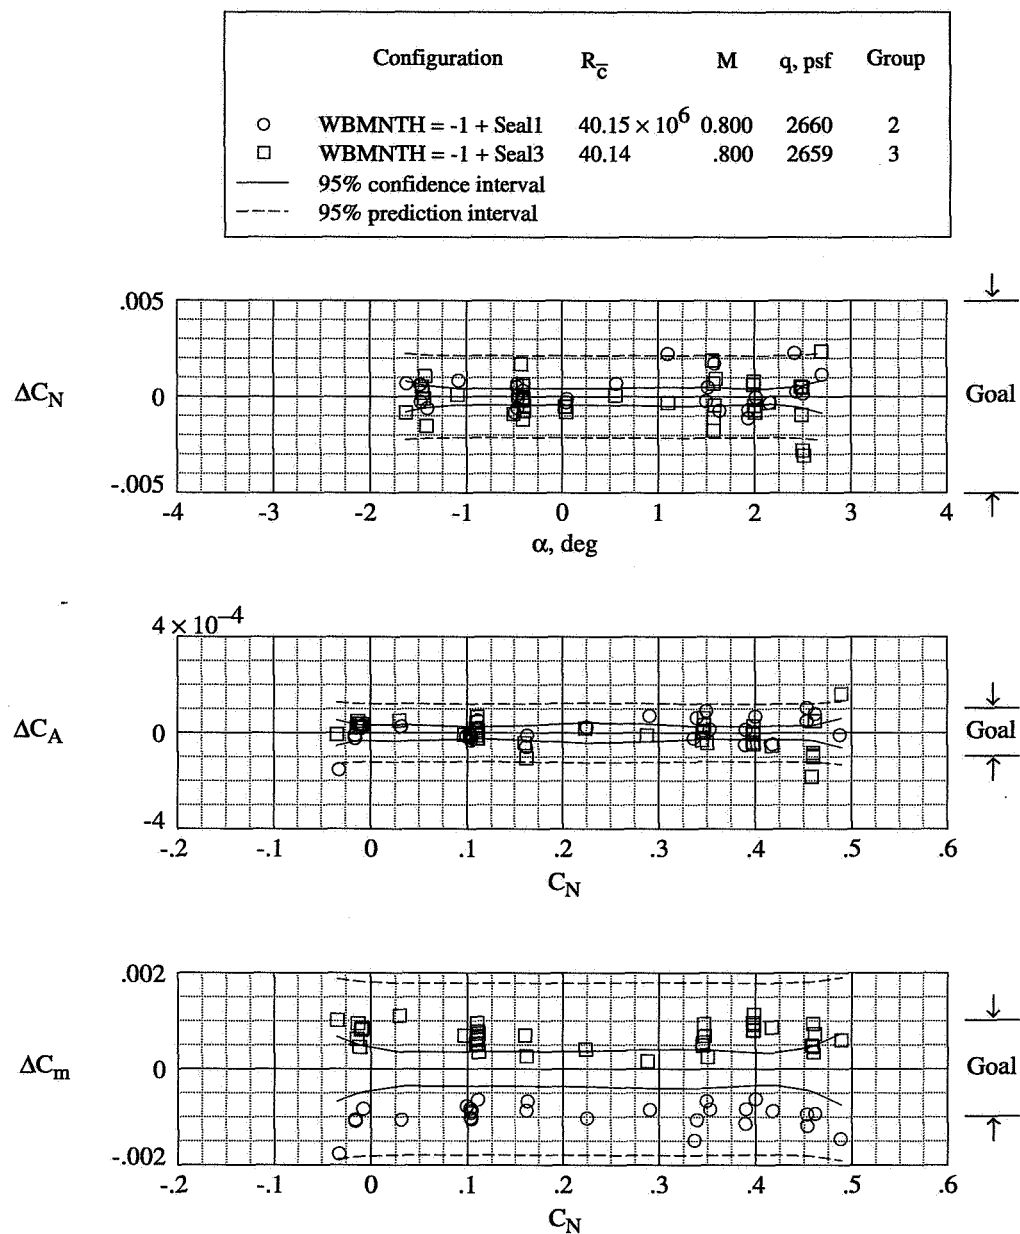 Configuration R_c̅ M q, psf Group
WBMNTH = -1 + Seal1 40.15 × 10^6 0.800 2660 2
WBMNTH = -1 + Seal3 40.14 .800 2659 3
95% confidence interval
95% prediction interval
.005
ΔC_N 0 Goal
-.005
-4 -3 -2 -1 0 1 2 3 4
α, deg
4 × 10^–4
ΔC_A 0 Goal
-4
-.2 -.1 0 .1 .2 .3 .4 .5 .6
C_N
.002
ΔC_m 0 Goal
-.002
-.2 -.1 0 .1 .2 .3 .4 .5 .6
C_N